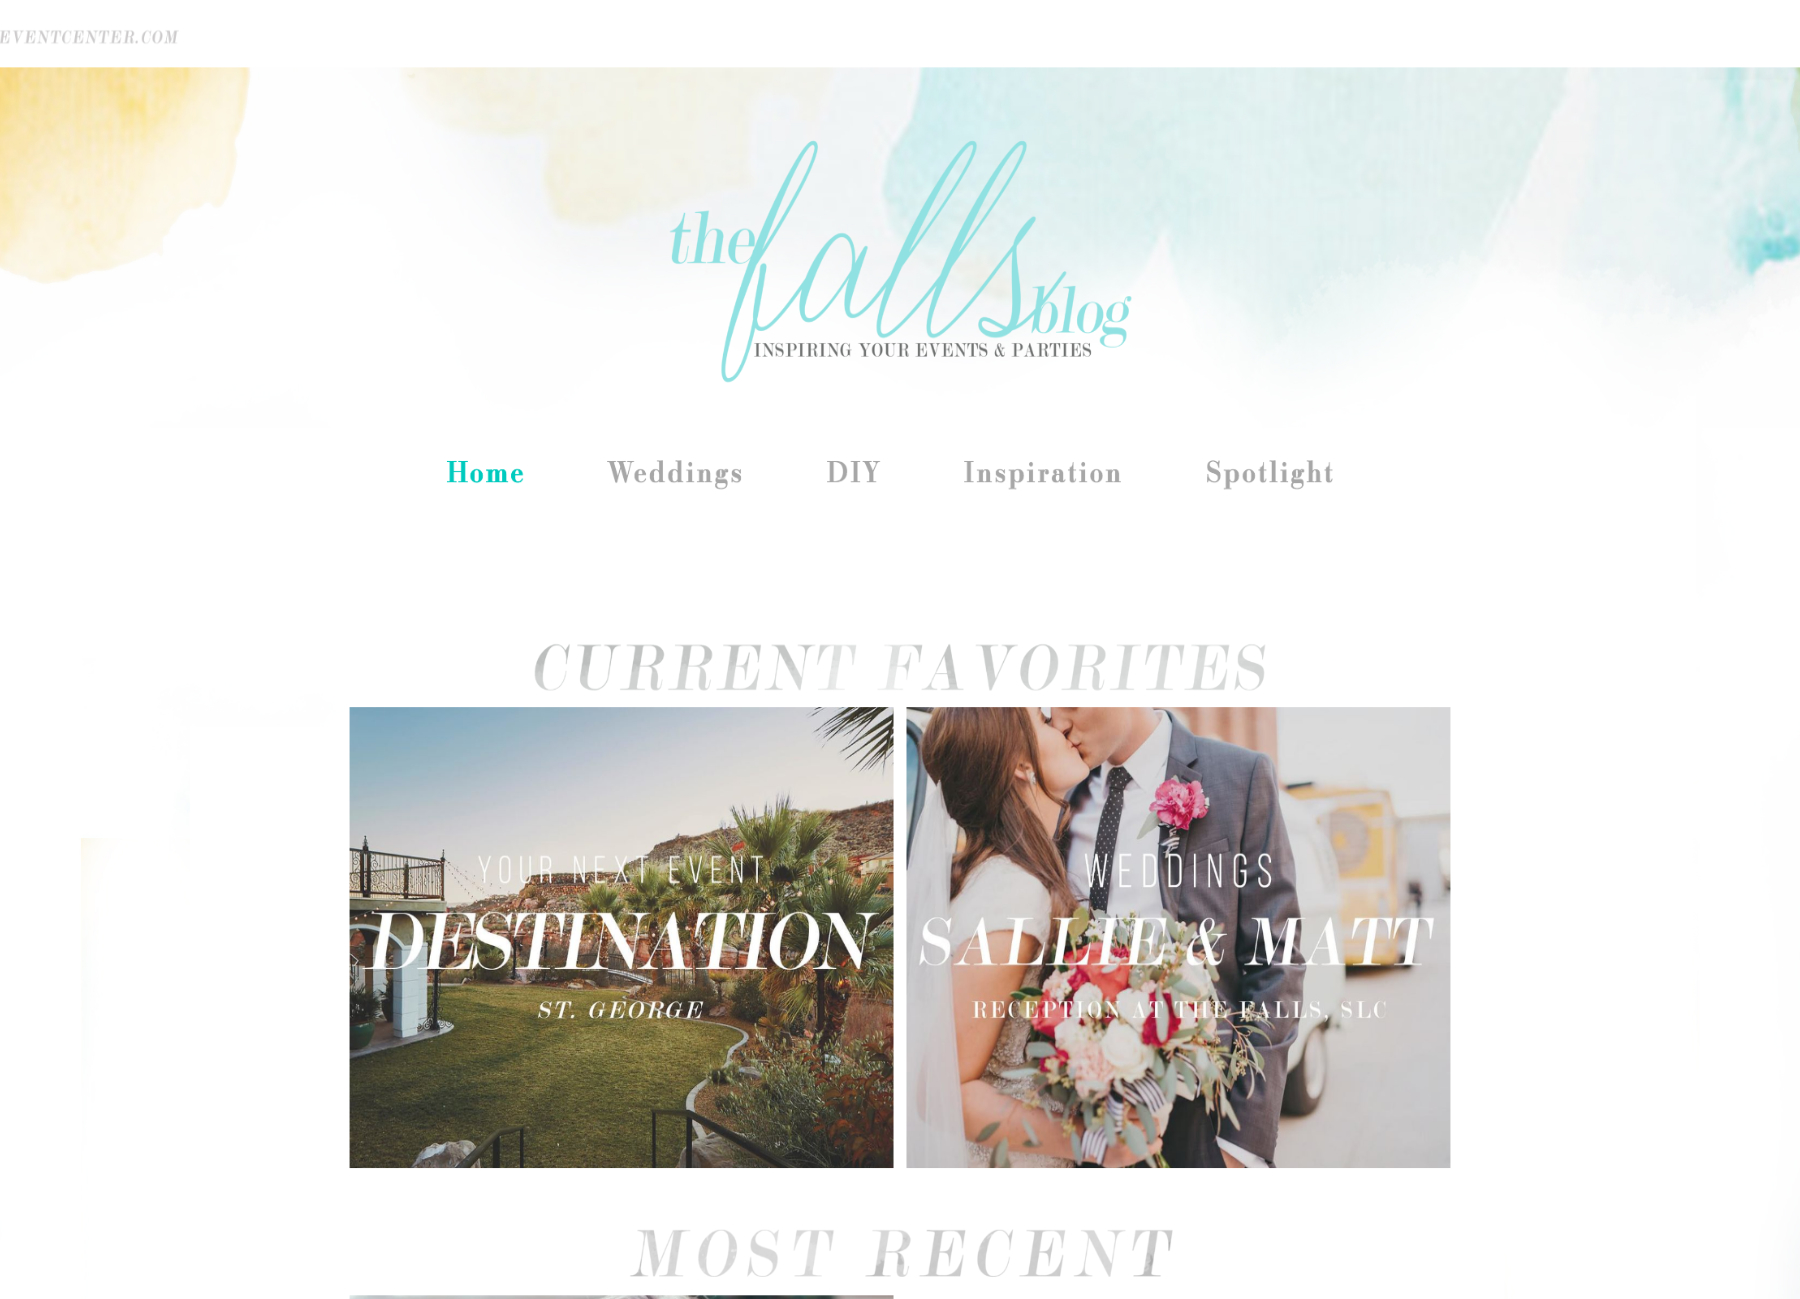 EVENTCENTER.COM
the falls blog
INSPIRING YOUR EVENTS & PARTIES
Home Weddings DIY Inspiration Spotlight
CURRENT FAVORITES
YOUR NEXT EVENT
DESTINATION
ST. GEORGE
WEDDINGS
SALLIE & MATT
RECEPTION AT THE FALLS, SLC
MOST RECENT